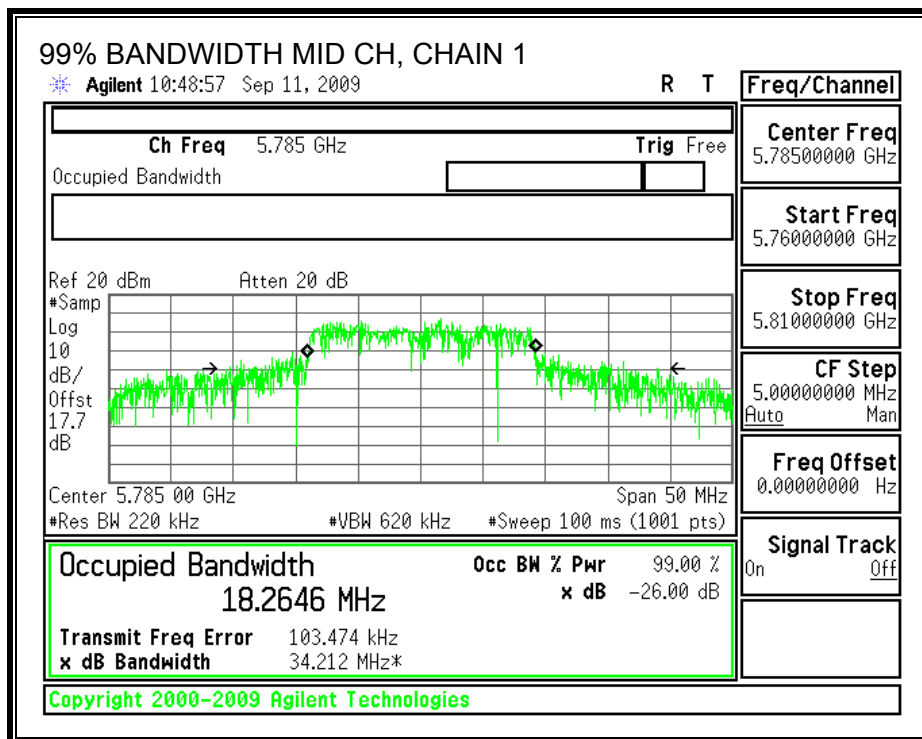 99% BANDWIDTH MID CH, CHAIN 1
Agilent 10:48:57 Sep 11, 2009 R T
Ch Freq 5.785 GHz Trig Free
Occupied Bandwidth
Ref 20 dBm Atten 20 dB
#Samp
Log
10
dB/
Offst
17.7
dB
Center 5.785 00 GHz Span 50 MHz
#Res BW 220 kHz #VBW 620 kHz #Sweep 100 ms (1001 pts)
Occupied Bandwidth Occ BW % Pwr 99.00 %
18.2646 MHz x dB -26.00 dB
Transmit Freq Error 103.474 kHz
x dB Bandwidth 34.212 MHz*
Copyright 2000-2009 Agilent Technologies
Freq/Channel
Center Freq
5.78500000 GHz
Start Freq
5.76000000 GHz
Stop Freq
5.81000000 GHz
CF Step
5.00000000 MHz
Auto Man
Freq Offset
0.00000000 Hz
Signal Track
On Off